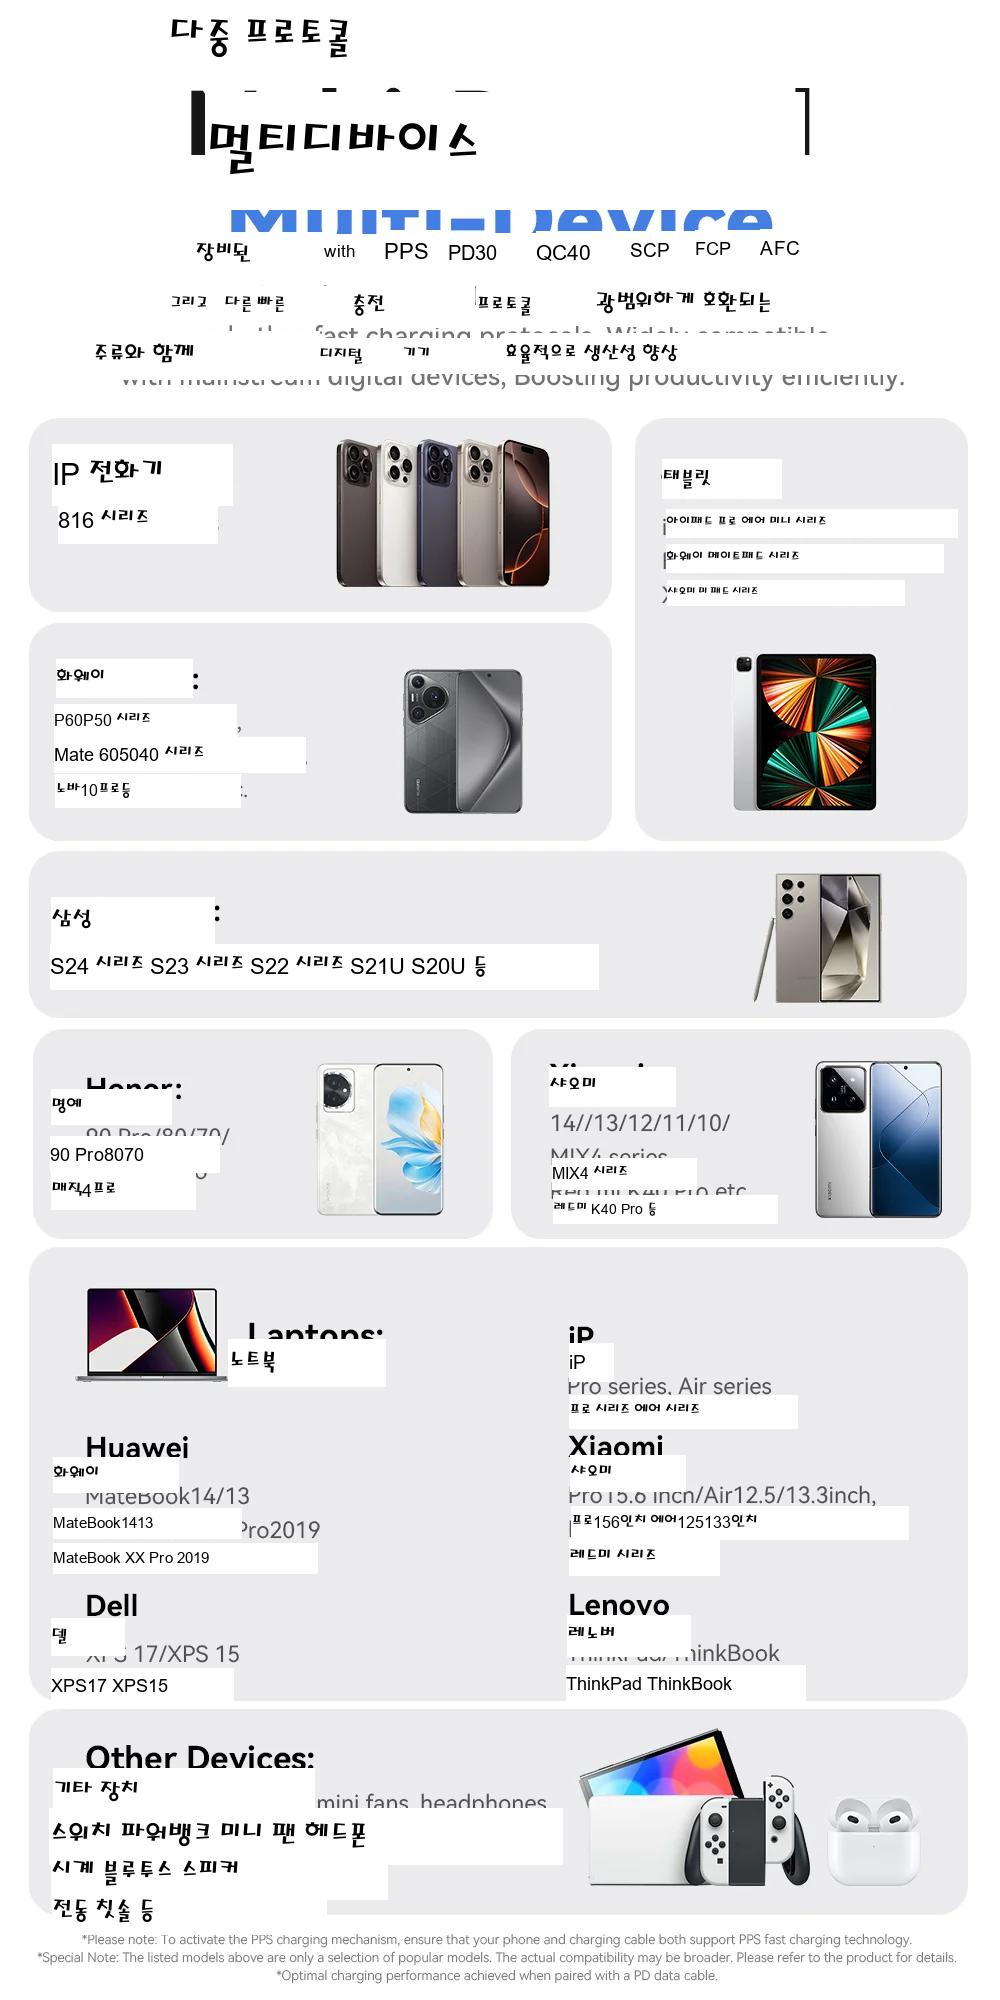 다중 프로토콜
멀티디바이스
Multi-Device
장비된 with PPS PD30 QC40 SCP FCP AFC
그리고 다른 빠른 충전 프로토콜 광범위하게 호환되는
fast charging protocols. Widely compatible
주류와 함께 디지털 기기 효율적으로 생산성 향상
with mainstream digital devices, Boosting productivity efficiently.
IP 전화기
816 시리즈
태블릿
아이패드 프로 에어 미니 시리즈
화웨이 메이트패드 시리즈
샤오미 미 패드 시리즈
화웨이 :
P60P50 시리즈 ,
Mate 605040 시리즈
노바10프로등
삼성 :
S24 시리즈 S23 시리즈 S22 시리즈 S21U S20U 등
Honor:
명예
90 Pro/80/70/
90 Pro8070
매직4프로
샤오미
14//13/12/11/10/
MIX4 series
MIX4 시리즈
Red mi K40 Pro etc
레드미 K40 Pro 등
Laptops:
노트북
iP
iP
Pro series, Air series
프로 시리즈 에어 시리즈
Huawei
화웨이
MateBook14/13
MateBook1413
Pro2019
MateBook XX Pro 2019
Xiaomi
샤오미
Pro15.6 inch/Air12.5/13.3inch,
프로156인치 에어125133인치
레드미 시리즈
Dell
델
XPS 17/XPS 15
XPS17 XPS15
Lenovo
레노버
ThinkPad/ThinkBook
ThinkPad ThinkBook
Other Devices:
기타 장치
mini fans, headphones
스위치 파워뱅크 미니 팬 헤드폰
시계 블루투스 스피커
전동 칫솔 등
*Please note: To activate the PPS charging mechanism, ensure that your phone and charging cable both support PPS fast charging technology.
*Special Note: The listed models above are only a selection of popular models. The actual compatibility may be broader. Please refer to the product for details.
*Optimal charging performance achieved when paired with a PD data cable.